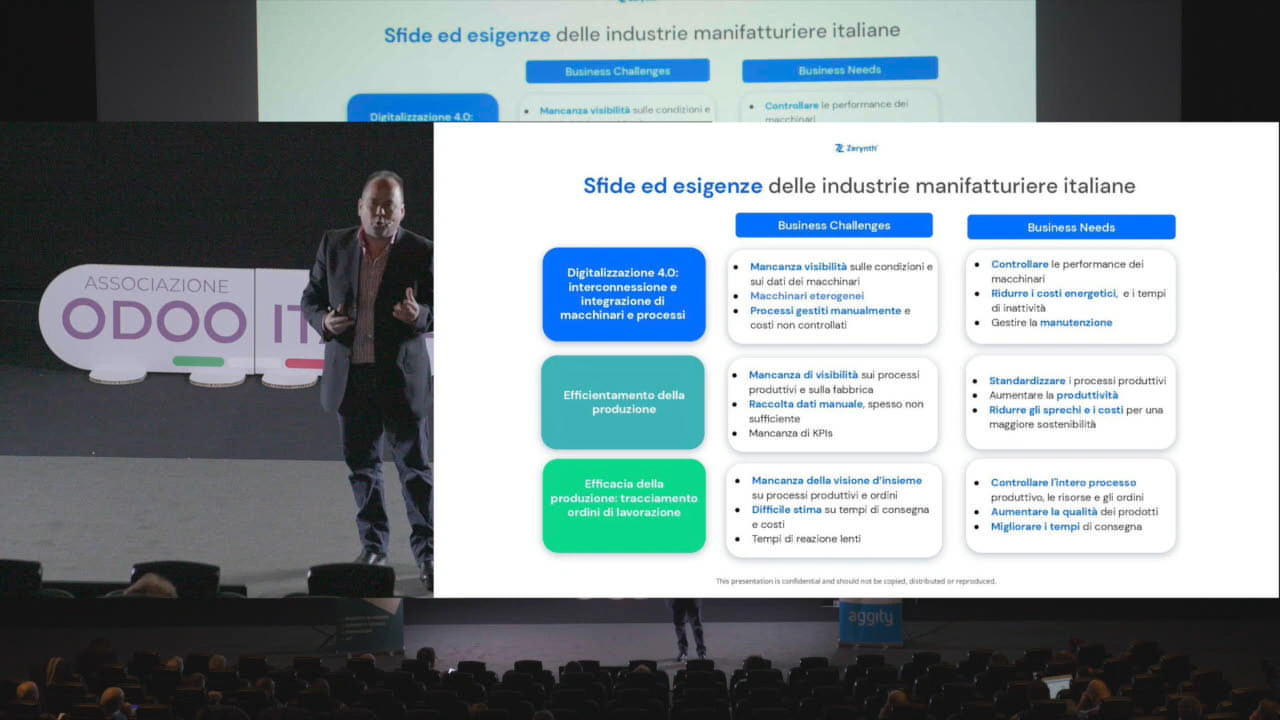 Sfide ed esigenze delle industrie manifatturiere italiane
Business Challenges
Business Needs
Digitalizzazione 4.0:
• Mancanza visibilità sulle condizioni e
• Controllare le performance dei
macchinari
ASSOCIAZIONE
ODOO IT
Zerynth
Sfide ed esigenze delle industrie manifatturiere italiane
Business Challenges
Business Needs
Digitalizzazione 4.0:
interconnessione e
integrazione di
macchinari e processi
• Mancanza visibilità sulle condizioni e
sui dati dei macchinari
• Macchinari eterogenei
• Processi gestiti manualmente e
costi non controllati
• Controllare le performance dei
macchinari
• Ridurre i costi energetici, e i tempi
di inattività
• Gestire la manutenzione
Efficientamento della
produzione
• Mancanza di visibilità sui processi
produttivi e sulla fabbrica
• Raccolta dati manuale, spesso non
sufficiente
• Mancanza di KPIs
• Standardizzare i processi produttivi
• Aumentare la produttività
• Ridurre gli sprechi e i costi per una
maggiore sostenibilità
Efficacia della
produzione: tracciamento
ordini di lavorazione
• Mancanza della visione d'insieme
su processi produttivi e ordini
• Difficile stima su tempi di consegna
e costi
• Tempi di reazione lenti
• Controllare l'intero processo
produttivo, le risorse e gli ordini
• Aumentare la qualità dei prodotti
• Migliorare i tempi di consegna
This presentation is confidential and should not be copied, distributed or reproduced.
aggity